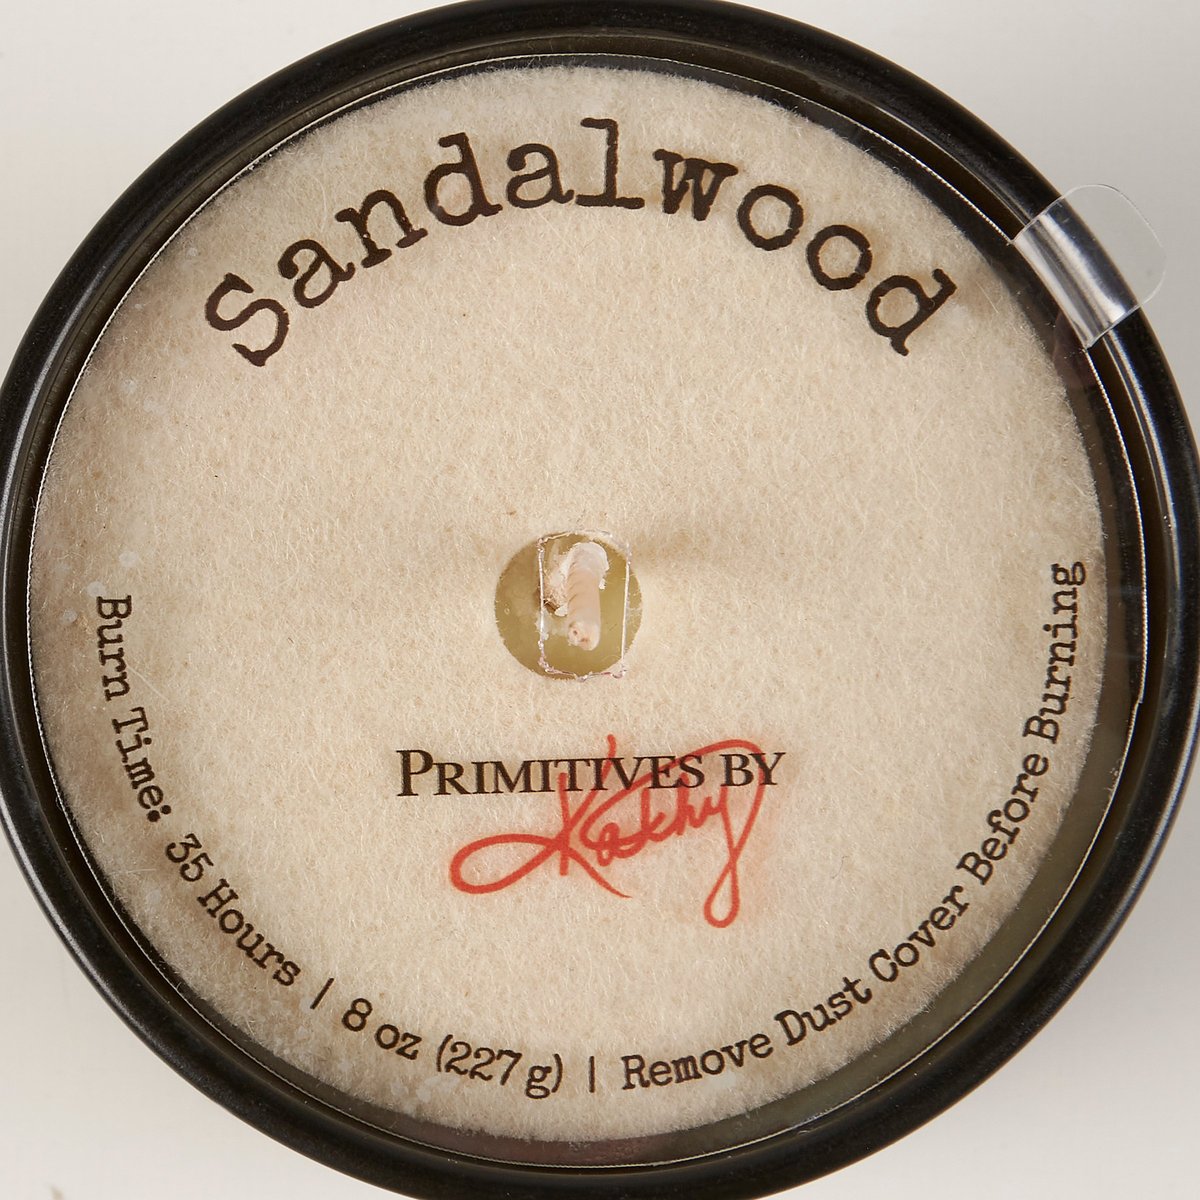 Sandalwood
PRIMITIVES BY
Kathy
Burn Time: 35 Hours | 8 oz (227 g) | Remove Dust Cover Before Burning